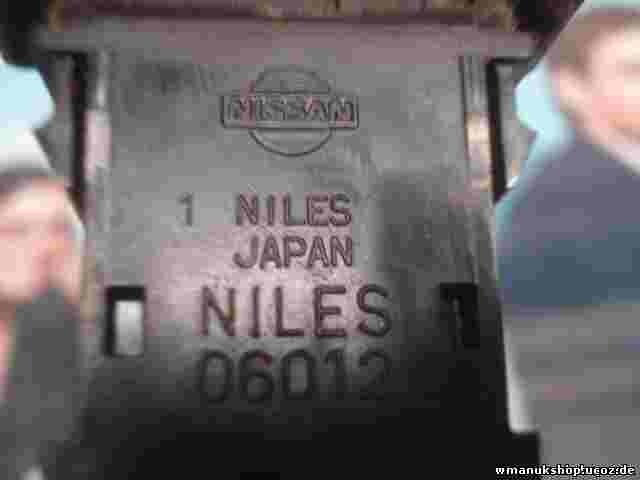 NISSAN
1 NILES
JAPAN
NILES
06012
wmanukshop.ucoz.de